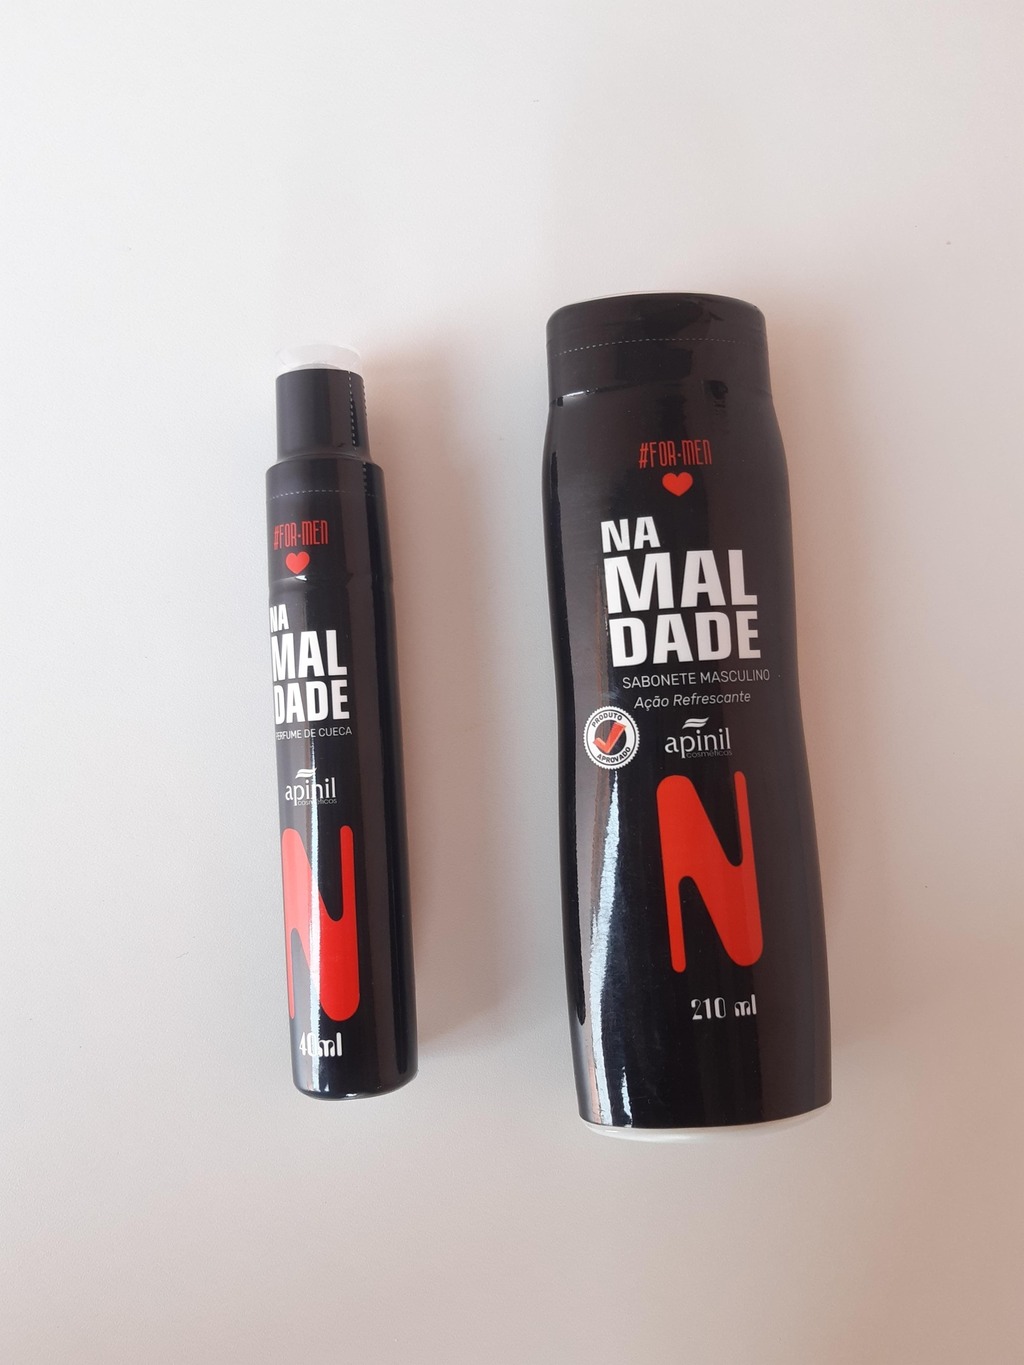 #FOR-MEN
NA
MAL
DADE
PERFUME DE CUECA
apinil
cosméticos
N
40ml
#FOR-MEN
NA
MAL
DADE
SABONETE MASCULINO
Ação Refrescante
PRODUTO
APROVADO
apinil
cosméticos
N
210 ml